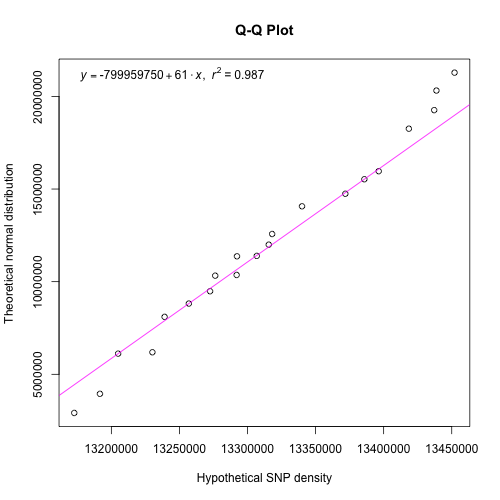 Q-Q Plot
y = -799959750 + 61 · x, r² = 0.987
20000000
15000000
10000000
5000000
Theoretical normal distribution
13200000 13250000 13300000 13350000 13400000 13450000
Hypothetical SNP density